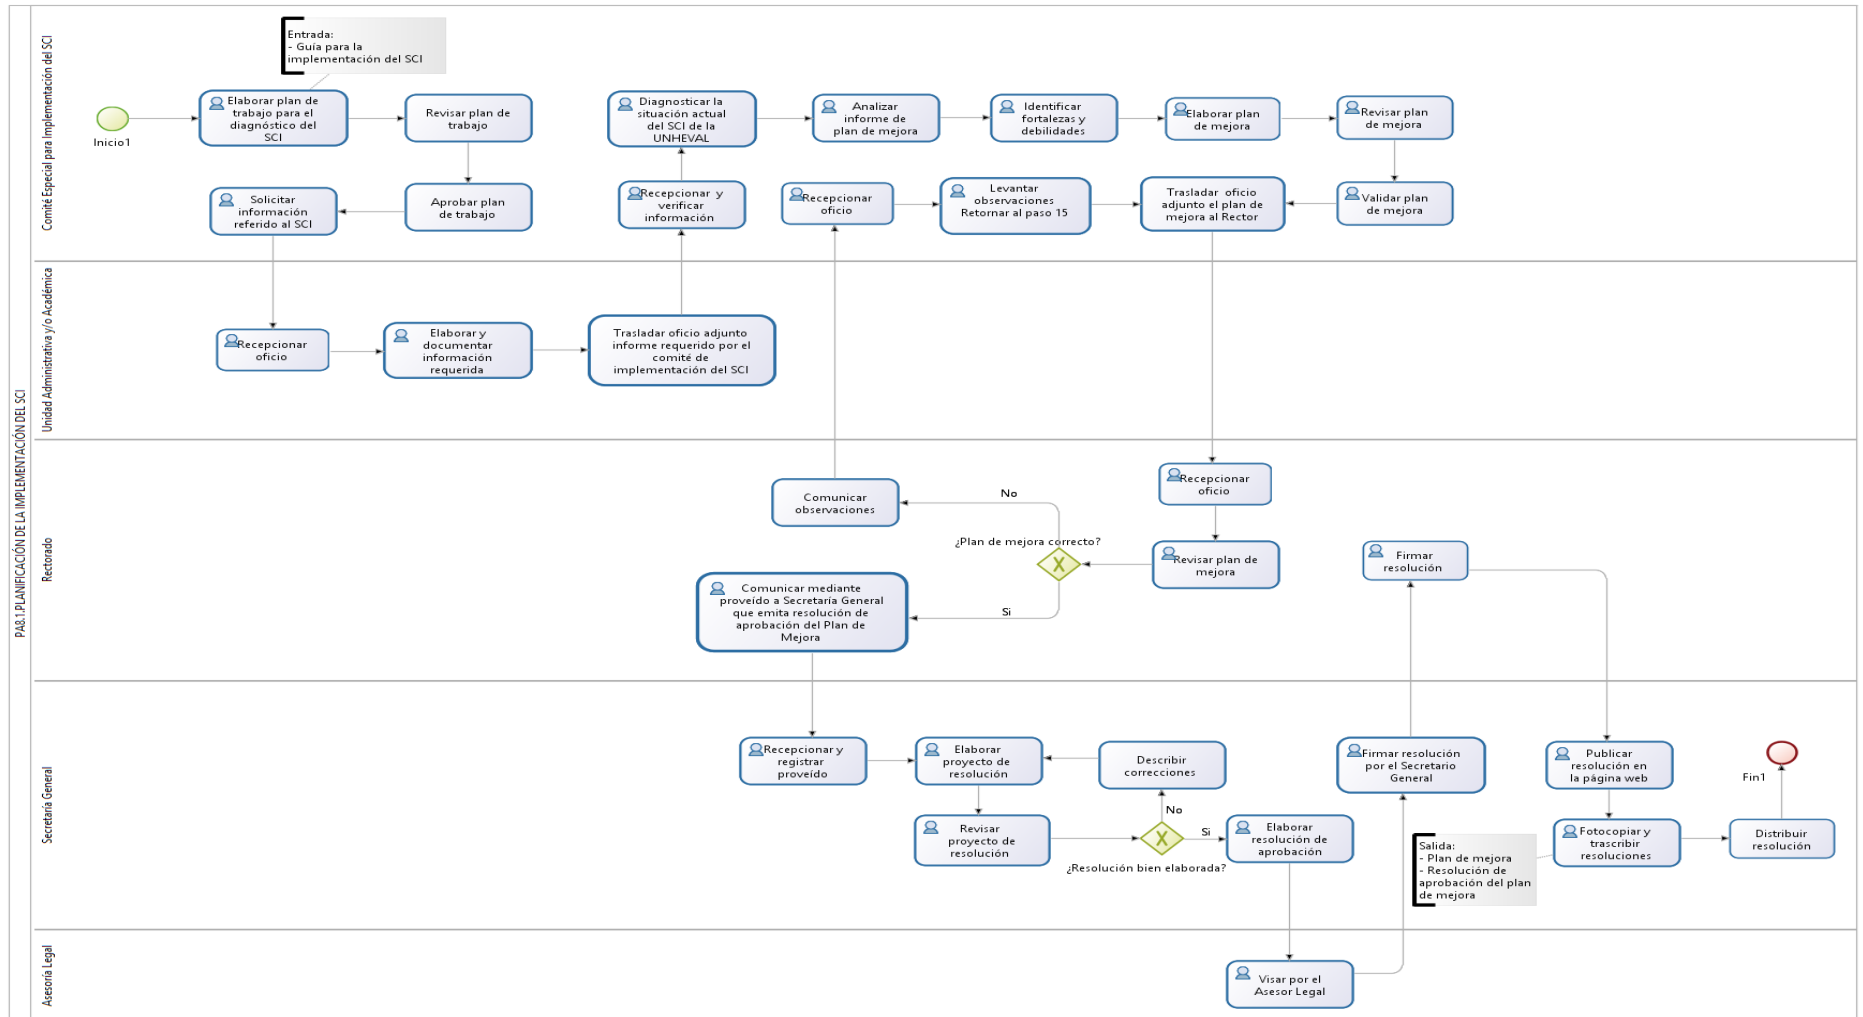 PA8.1.PLANIFICACIÓN DE LA IMPLEMENTACIÓN DEL SCI
Comité Especial para Implementación del SCI
Entrada:
- Guía para la
implementación del SCI
Inicio1
Elaborar plan de
trabajo para el
diagnóstico del
SCI
Revisar plan de
trabajo
Diagnosticar la
situación actual
del SCI de la
UNHEVAL
Analizar
informe de
plan de mejora
Identificar
fortalezas y
debilidades
Elaborar plan
de mejora
Revisar plan
de mejora
Solicitar
información
referido al SCI
Aprobar plan
de trabajo
Recepcionar y
verificar
información
Recepcionar
oficio
Levantar
observaciones
Retornar al paso 15
Trasladar oficio
adjunto el plan de
mejora al Rector
Validar plan
de mejora
Unidad Administrativa y/o Académica
Recepcionar
oficio
Elaborar y
documentar
información
requerida
Trasladar oficio adjunto
informe requerido por el
comité de
implementación del SCI
Rectorado
Comunicar
observaciones
No
Recepcionar
oficio
¿Plan de mejora correcto?
Revisar plan de
mejora
Firmar
resolución
Comunicar mediante
proveído a Secretaría General
que emita resolución de
aprobación del Plan de
Mejora
Si
Secretaría General
Recepcionar y
registrar
proveído
Elaborar
proyecto de
resolución
Describir
correcciones
Firmar resolución
por el Secretario
General
Publicar
resolución en
la página web
Fin1
No
Revisar
proyecto de
resolución
Si
¿Resolución bien elaborada?
Elaborar
resolución de
aprobación
Salida:
- Plan de mejora
- Resolución de
aprobación del plan
de mejora
Fotocopiar y
trascribir
resoluciones
Distribuir
resolución
Asesoría Legal
Visar por el
Asesor Legal